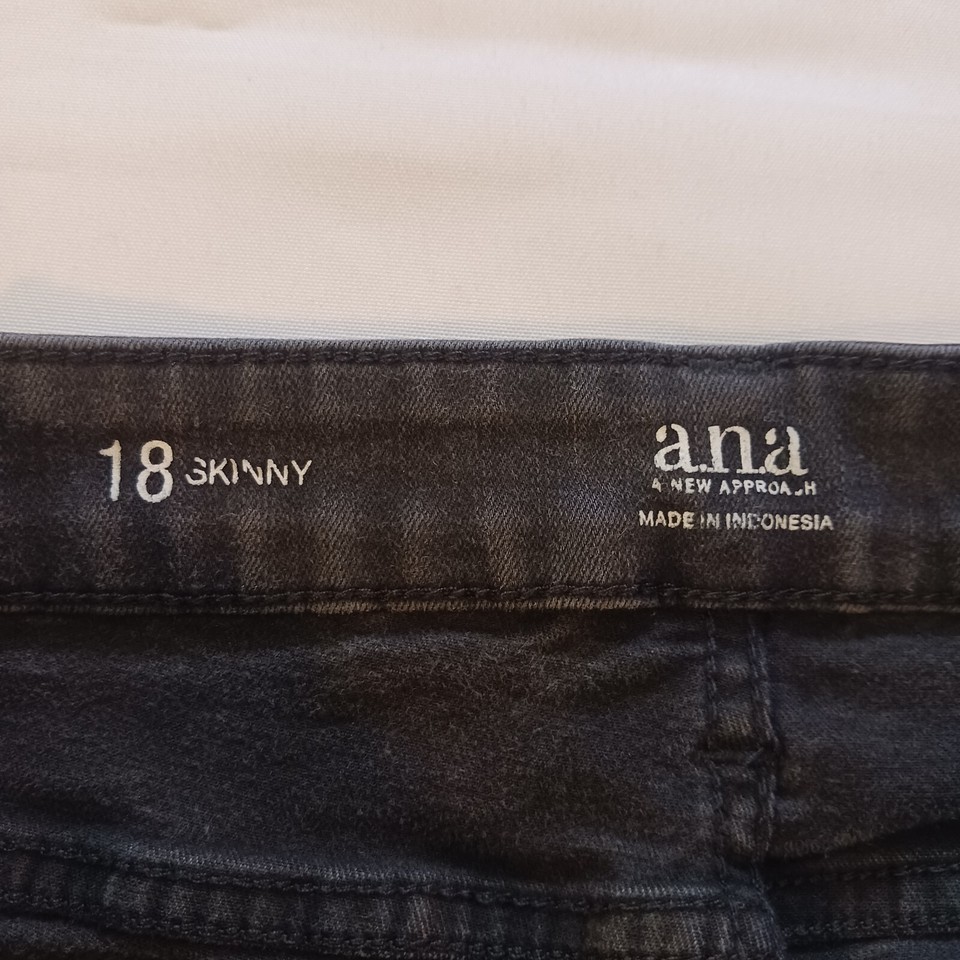 18 SKINNY
a.n.a
A NEW APPROACH
MADE IN INDONESIA